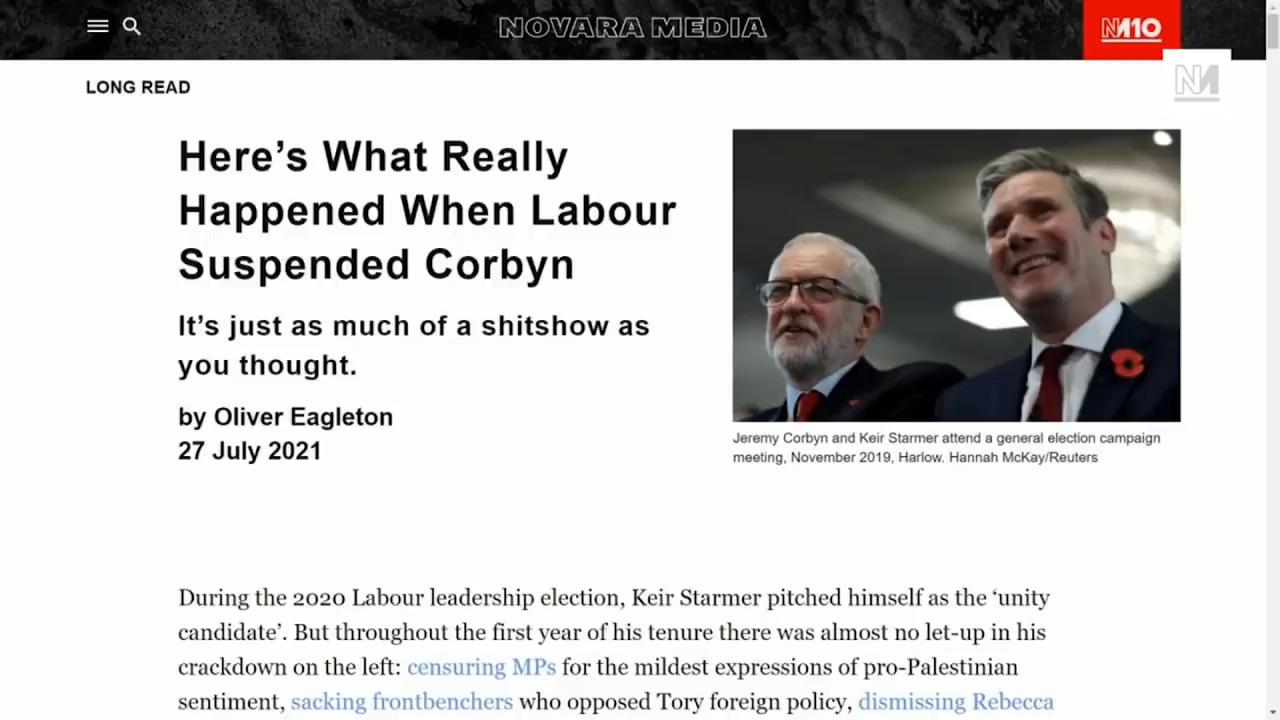 NOVARA MEDIA
NM10
NM
LONG READ
Here’s What Really
Happened When Labour
Suspended Corbyn
It’s just as much of a shitshow as
you thought.
by Oliver Eagleton
27 July 2021
Jeremy Corbyn and Keir Starmer attend a general election campaign
meeting, November 2019, Harlow. Hannah McKay/Reuters
During the 2020 Labour leadership election, Keir Starmer pitched himself as the ‘unity
candidate’. But throughout the first year of his tenure there was almost no let-up in his
crackdown on the left: censuring MPs for the mildest expressions of pro-Palestinian
sentiment, sacking frontbenchers who opposed Tory foreign policy, dismissing Rebecca